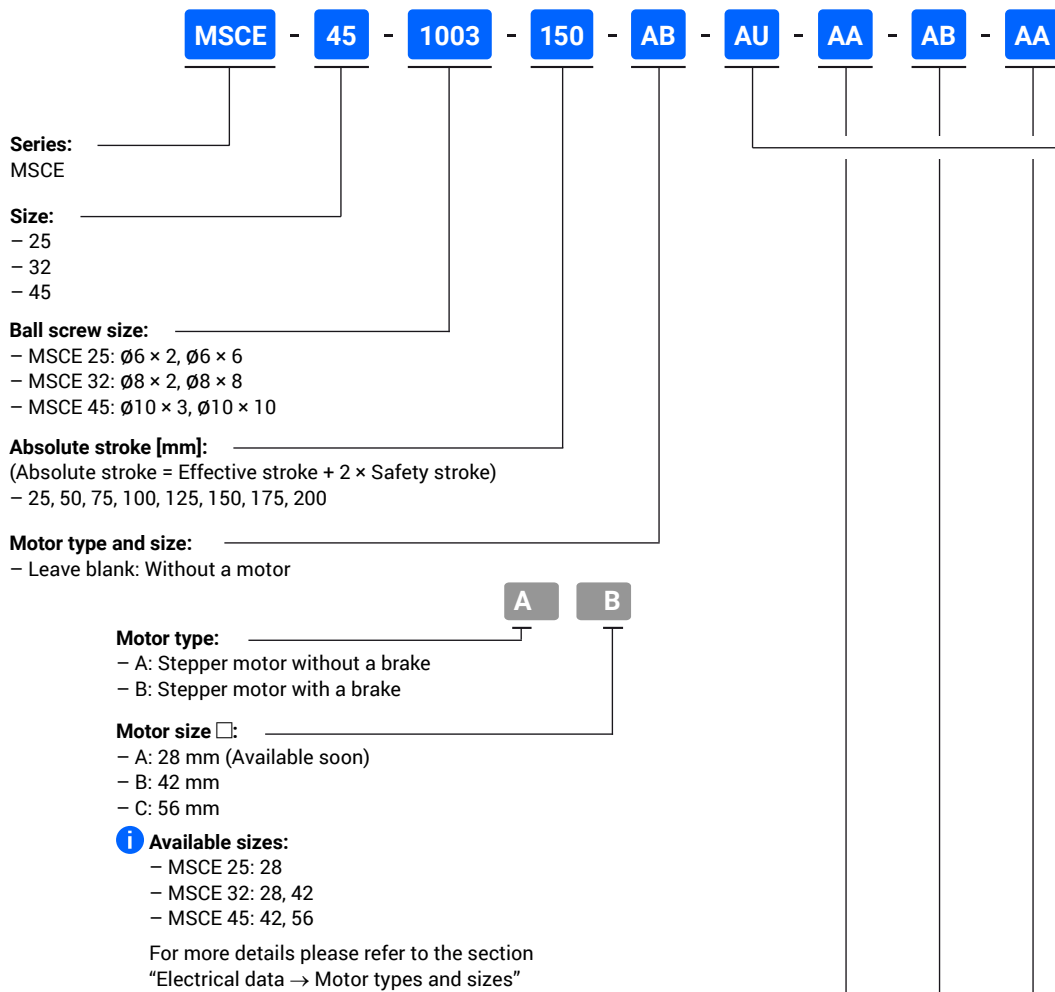 MSCE - 45 - 1003 - 150 - AB - AU - AA - AB - AA
Series:
MSCE
Size:
– 25
– 32
– 45
Ball screw size:
– MSCE 25: Ø6 × 2, Ø6 × 6
– MSCE 32: Ø8 × 2, Ø8 × 8
– MSCE 45: Ø10 × 3, Ø10 × 10
Absolute stroke [mm]:
(Absolute stroke = Effective stroke + 2 × Safety stroke)
– 25, 50, 75, 100, 125, 150, 175, 200
Motor type and size:
– Leave blank: Without a motor
A B
Motor type:
– A: Stepper motor without a brake
– B: Stepper motor with a brake
Motor size □:
– A: 28 mm (Available soon)
– B: 42 mm
– C: 56 mm
i Available sizes:
– MSCE 25: 28
– MSCE 32: 28, 42
– MSCE 45: 42, 56
For more details please refer to the section
“Electrical data → Motor types and sizes”